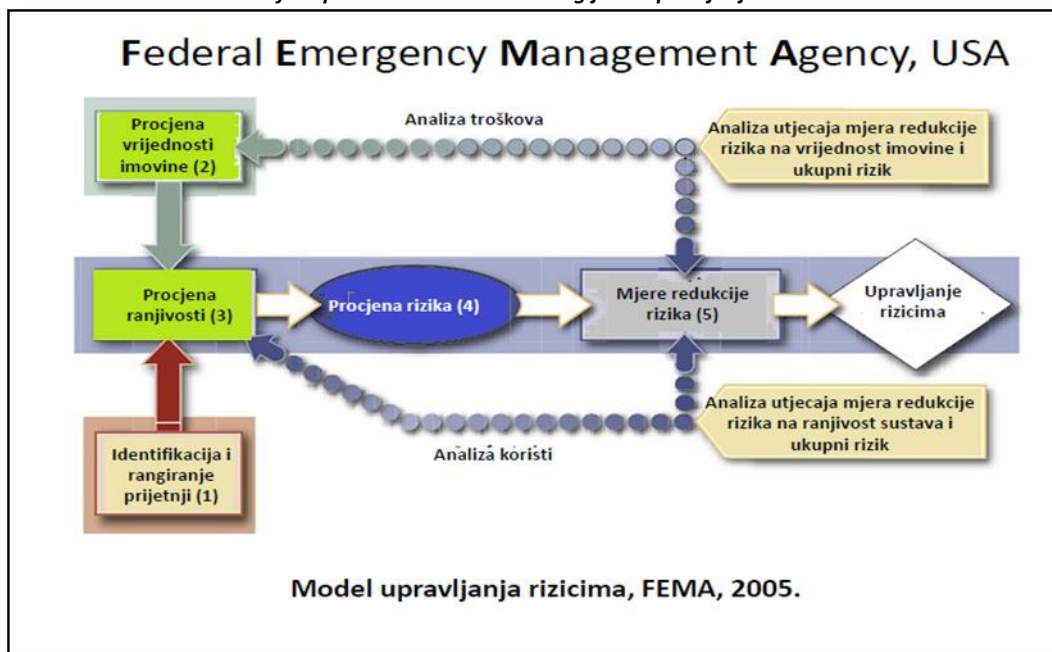 Federal Emergency Management Agency, USA
Procjena
vrijednosti
imovine (2)
Analiza troškova
Analiza utjecaja mjera redukcije
rizika na vrijednost imovine i
ukupni rizik
Procjena
ranjivosti (3)
Procjena rizika (4)
Mjere redukcije
rizika (5)
Upravljanje
rizicima
Identifikacija i
rangiranje
prijetnji (1)
Analiza koristi
Analiza utjecaja mjera redukcije
rizika na ranjivost sustava i
ukupni rizik
Model upravljanja rizicima, FEMA, 2005.